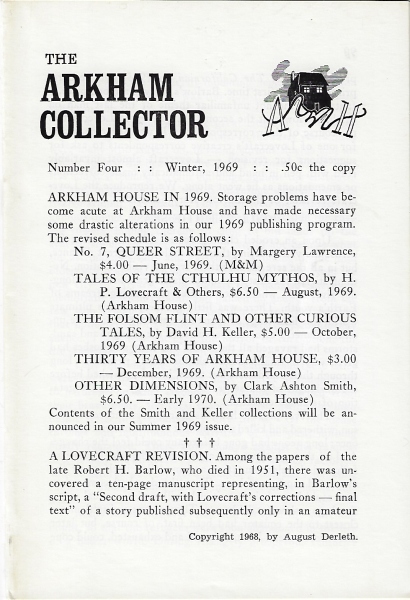 THE
ARKHAM
COLLECTOR
AH
Number Four : : Winter, 1969 : : .50c the copy
ARKHAM HOUSE IN 1969. Storage problems have be-
come acute at Arkham House and have made necessary
some drastic alterations in our 1969 publishing program.
The revised schedule is as follows:
No. 7, QUEER STREET, by Margery Lawrence,
$4.00 — June, 1969. (M&M)
TALES OF THE CTHULHU MYTHOS, by H.
P. Lovecraft & Others, $6.50 — August, 1969.
(Arkham House)
THE FOLSOM FLINT AND OTHER CURIOUS
TALES, by David H. Keller, $5.00 — October,
1969 (Arkham House)
THIRTY YEARS OF ARKHAM HOUSE, $3.00
— December, 1969. (Arkham House)
OTHER DIMENSIONS, by Clark Ashton Smith,
$6.50. — Early 1970. (Arkham House)
Contents of the Smith and Keller collections will be an-
nounced in our Summer 1969 issue.
† † †
A LOVECRAFT REVISION. Among the papers of the
late Robert H. Barlow, who died in 1951, there was un-
covered a ten-page manuscript representing, in Barlow's
script, a “Second draft, with Lovecraft's corrections — final
text” of a story published subsequently only in an amateur
Copyright 1968, by August Derleth.